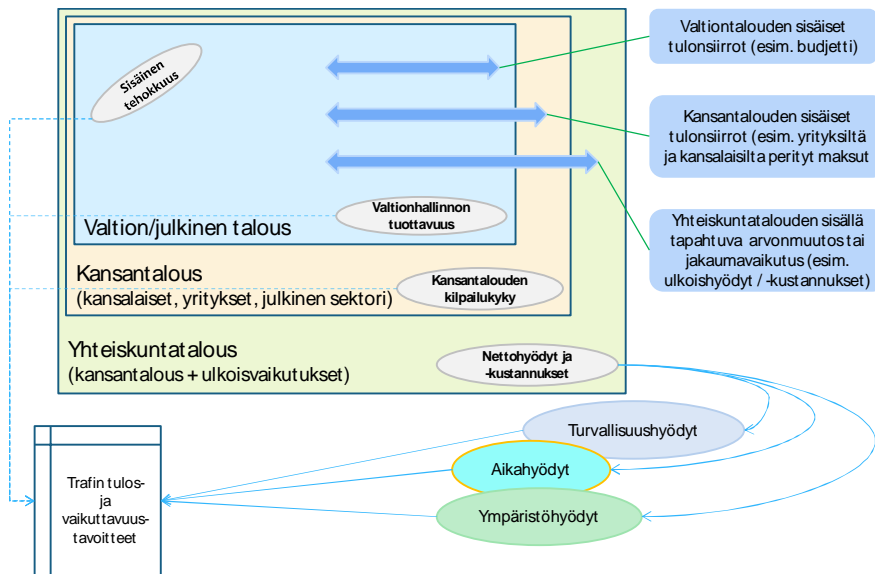 Sisäinen
tehokkuus
Valtiontalouden sisäiset
tulonsiirrot (esim. budjetti)
Kansantalouden sisäiset
tulonsiirrot (esim. yrityksiltä
ja kansalaisilta perityt maksut
Yhteiskuntatalouden sisällä
tapahtuva arvonmuutos tai
jakaumavaikutus (esim.
ulkoishyödyt / -kustannukset)
Valtionhallinnon
tuottavuus
Valtion/julkinen talous
Kansantalous
(kansalaiset, yritykset, julkinen sektori)
Kansantalouden
kilpailukyky
Yhteiskuntatalous
(kansantalous + ulkoisvaikutukset)
Nettohyödyt ja
-kustannukset
Turvallisuushyödyt
Aikahyödyt
Ympäristöhyödyt
Trafin tulos-
ja
vaikuttavuus-
tavoitteet